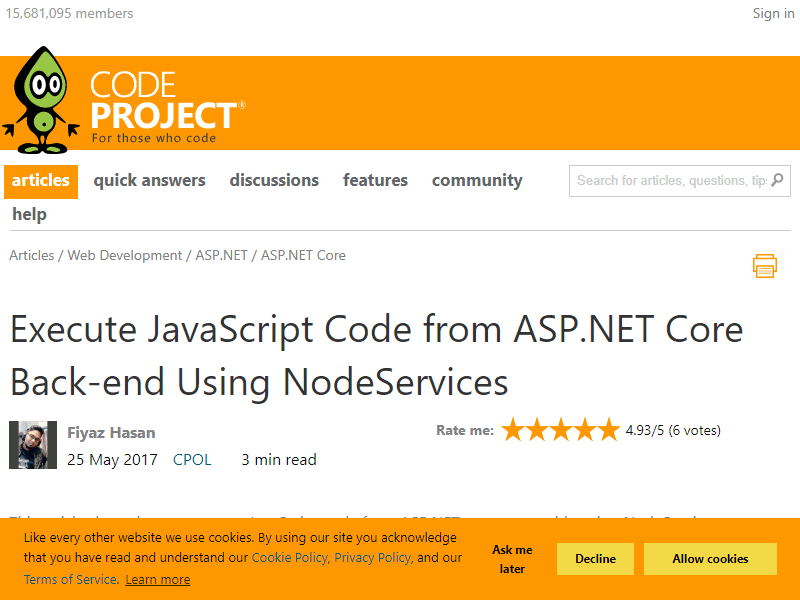 15,681,095 members
Sign in
CODE
PROJECT®
For those who code
articles quick answers discussions features community
Search for articles, questions, tips
help
Articles / Web Development / ASP.NET / ASP.NET Core
Execute JavaScript Code from ASP.NET Core
Back-end Using NodeServices
Fiyaz Hasan
Rate me: 4.93/5 (6 votes)
25 May 2017 CPOL 3 min read
Like every other website we use cookies. By using our site you acknowledge
that you have read and understand our Cookie Policy, Privacy Policy, and our
Terms of Service. Learn more
Ask me
later
Decline
Allow cookies